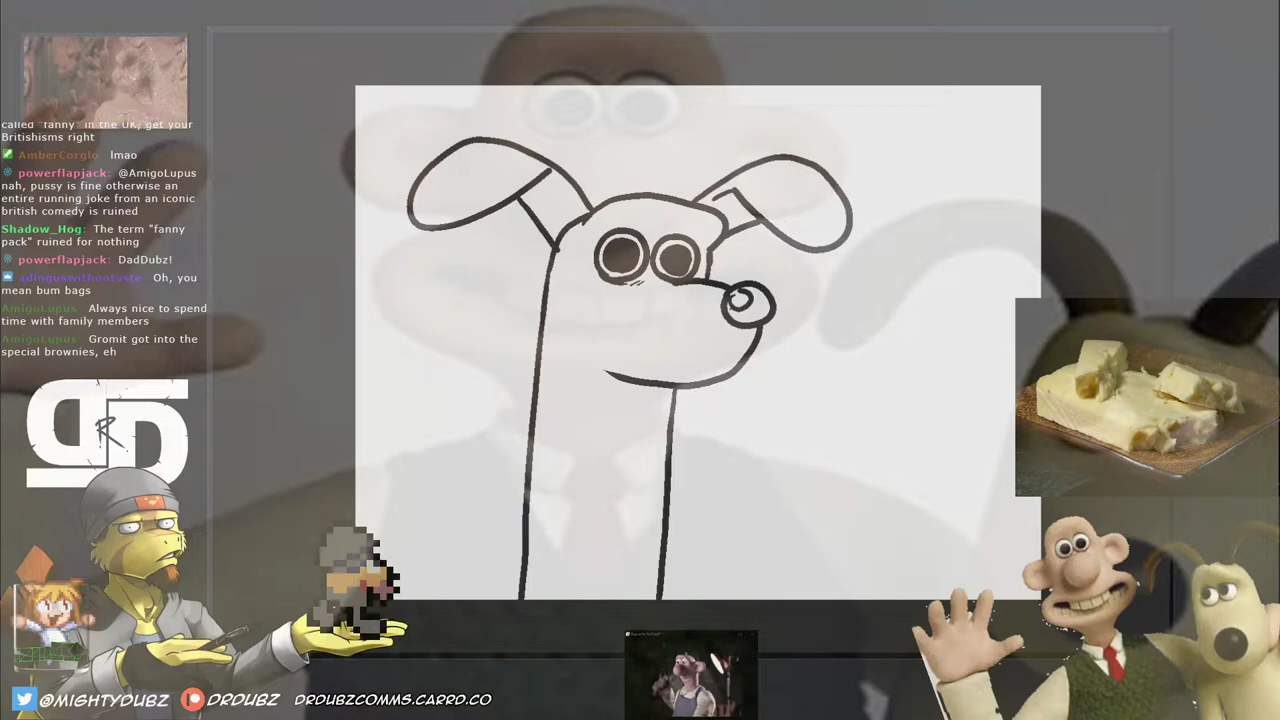 called "fanny" in the UK, get your
Britishisms right
AmberCorgio lmao
powerflapjack: @AmigoLupus
nah, pussy is fine otherwise an
entire running joke from an iconic
british comedy is ruined
Shadow_Hog: The term "fanny
pack" ruined for nothing
powerflapjack: DadDubz!
adinguswithnotaste Oh, you
mean bum bags
AmigoLupus Always nice to spend
time with family members
AmigoLupus Gromit got into the
special brownies, eh
DRD
@MIGHTYDUBZ DRDUBZ DRDUBZCOMMS.CARRD.CO